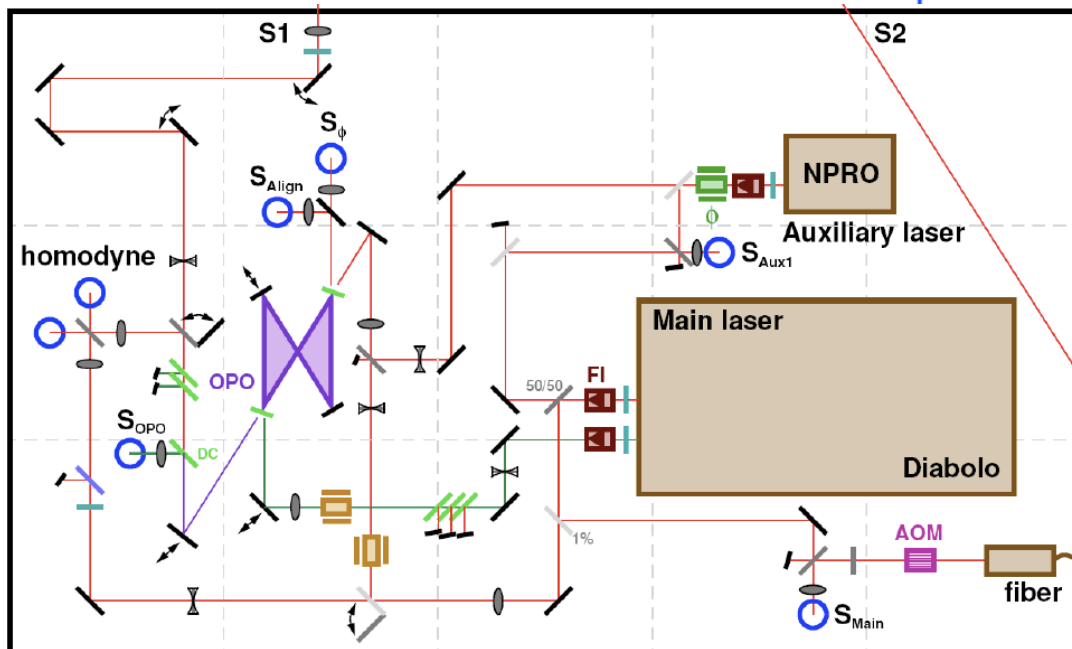 S1
S2
Sϕ
SAlign
NPRO
ϕ
Auxiliary laser
SAux1
homodyne
Main laser
OPO
50/50
FI
SOPO
DC
Diabolo
1%
AOM
fiber
SMain